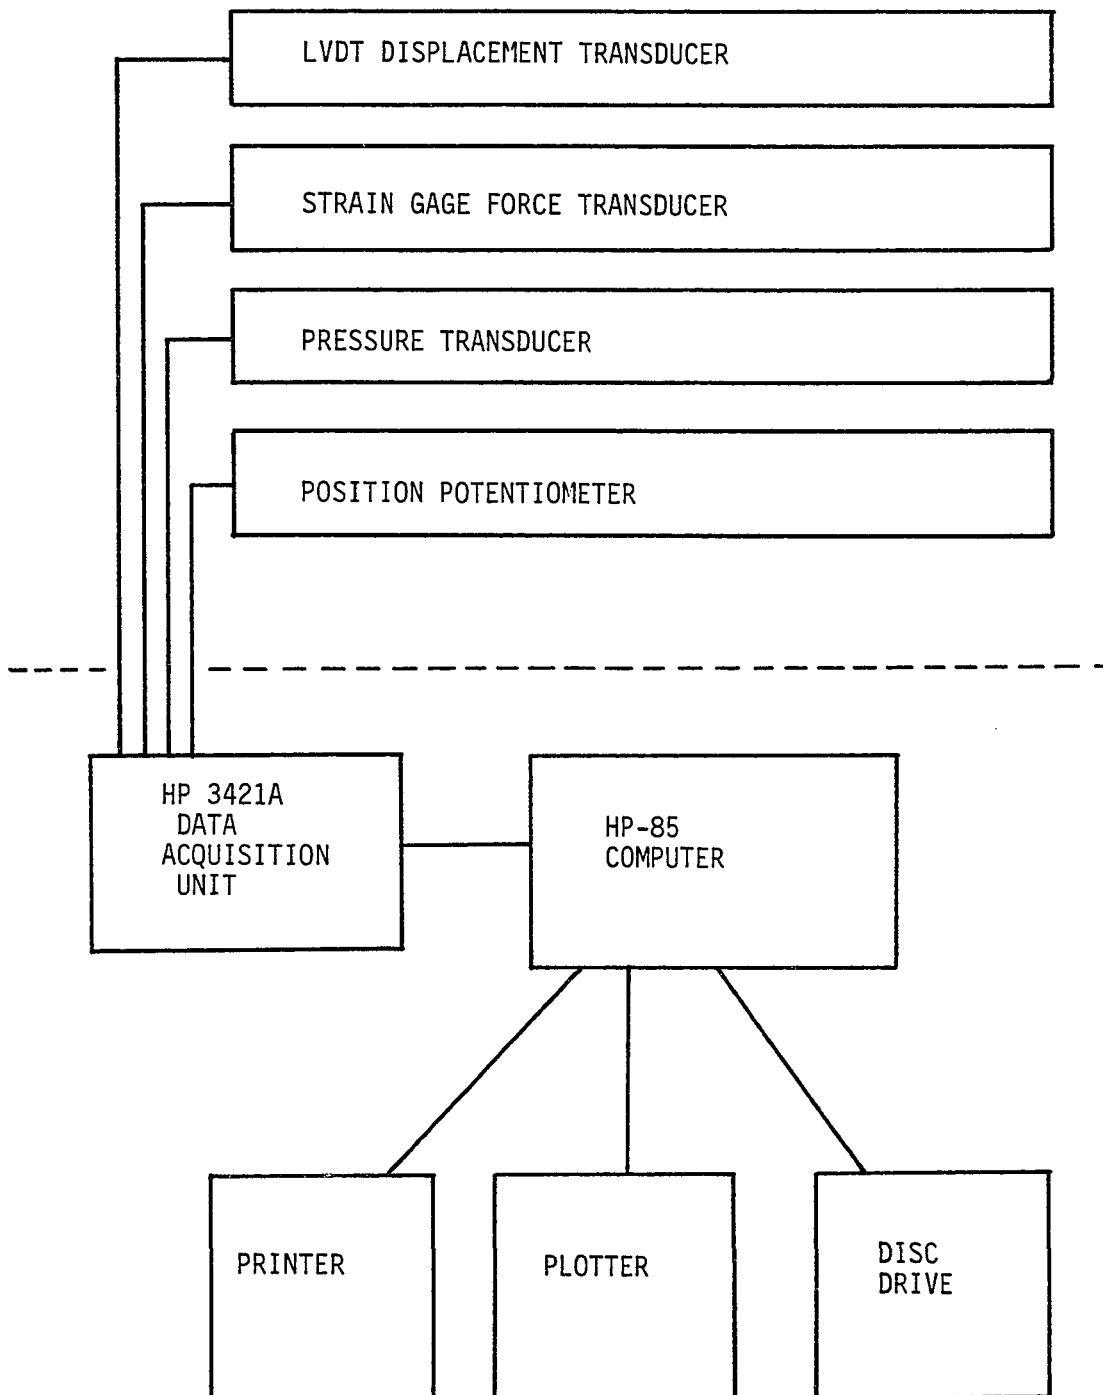 LVDT DISPLACEMENT TRANSDUCER
STRAIN GAGE FORCE TRANSDUCER
PRESSURE TRANSDUCER
POSITION POTENTIOMETER
HP 3421A
DATA
ACQUISITION
UNIT
HP-85
COMPUTER
PRINTER
PLOTTER
DISC
DRIVE